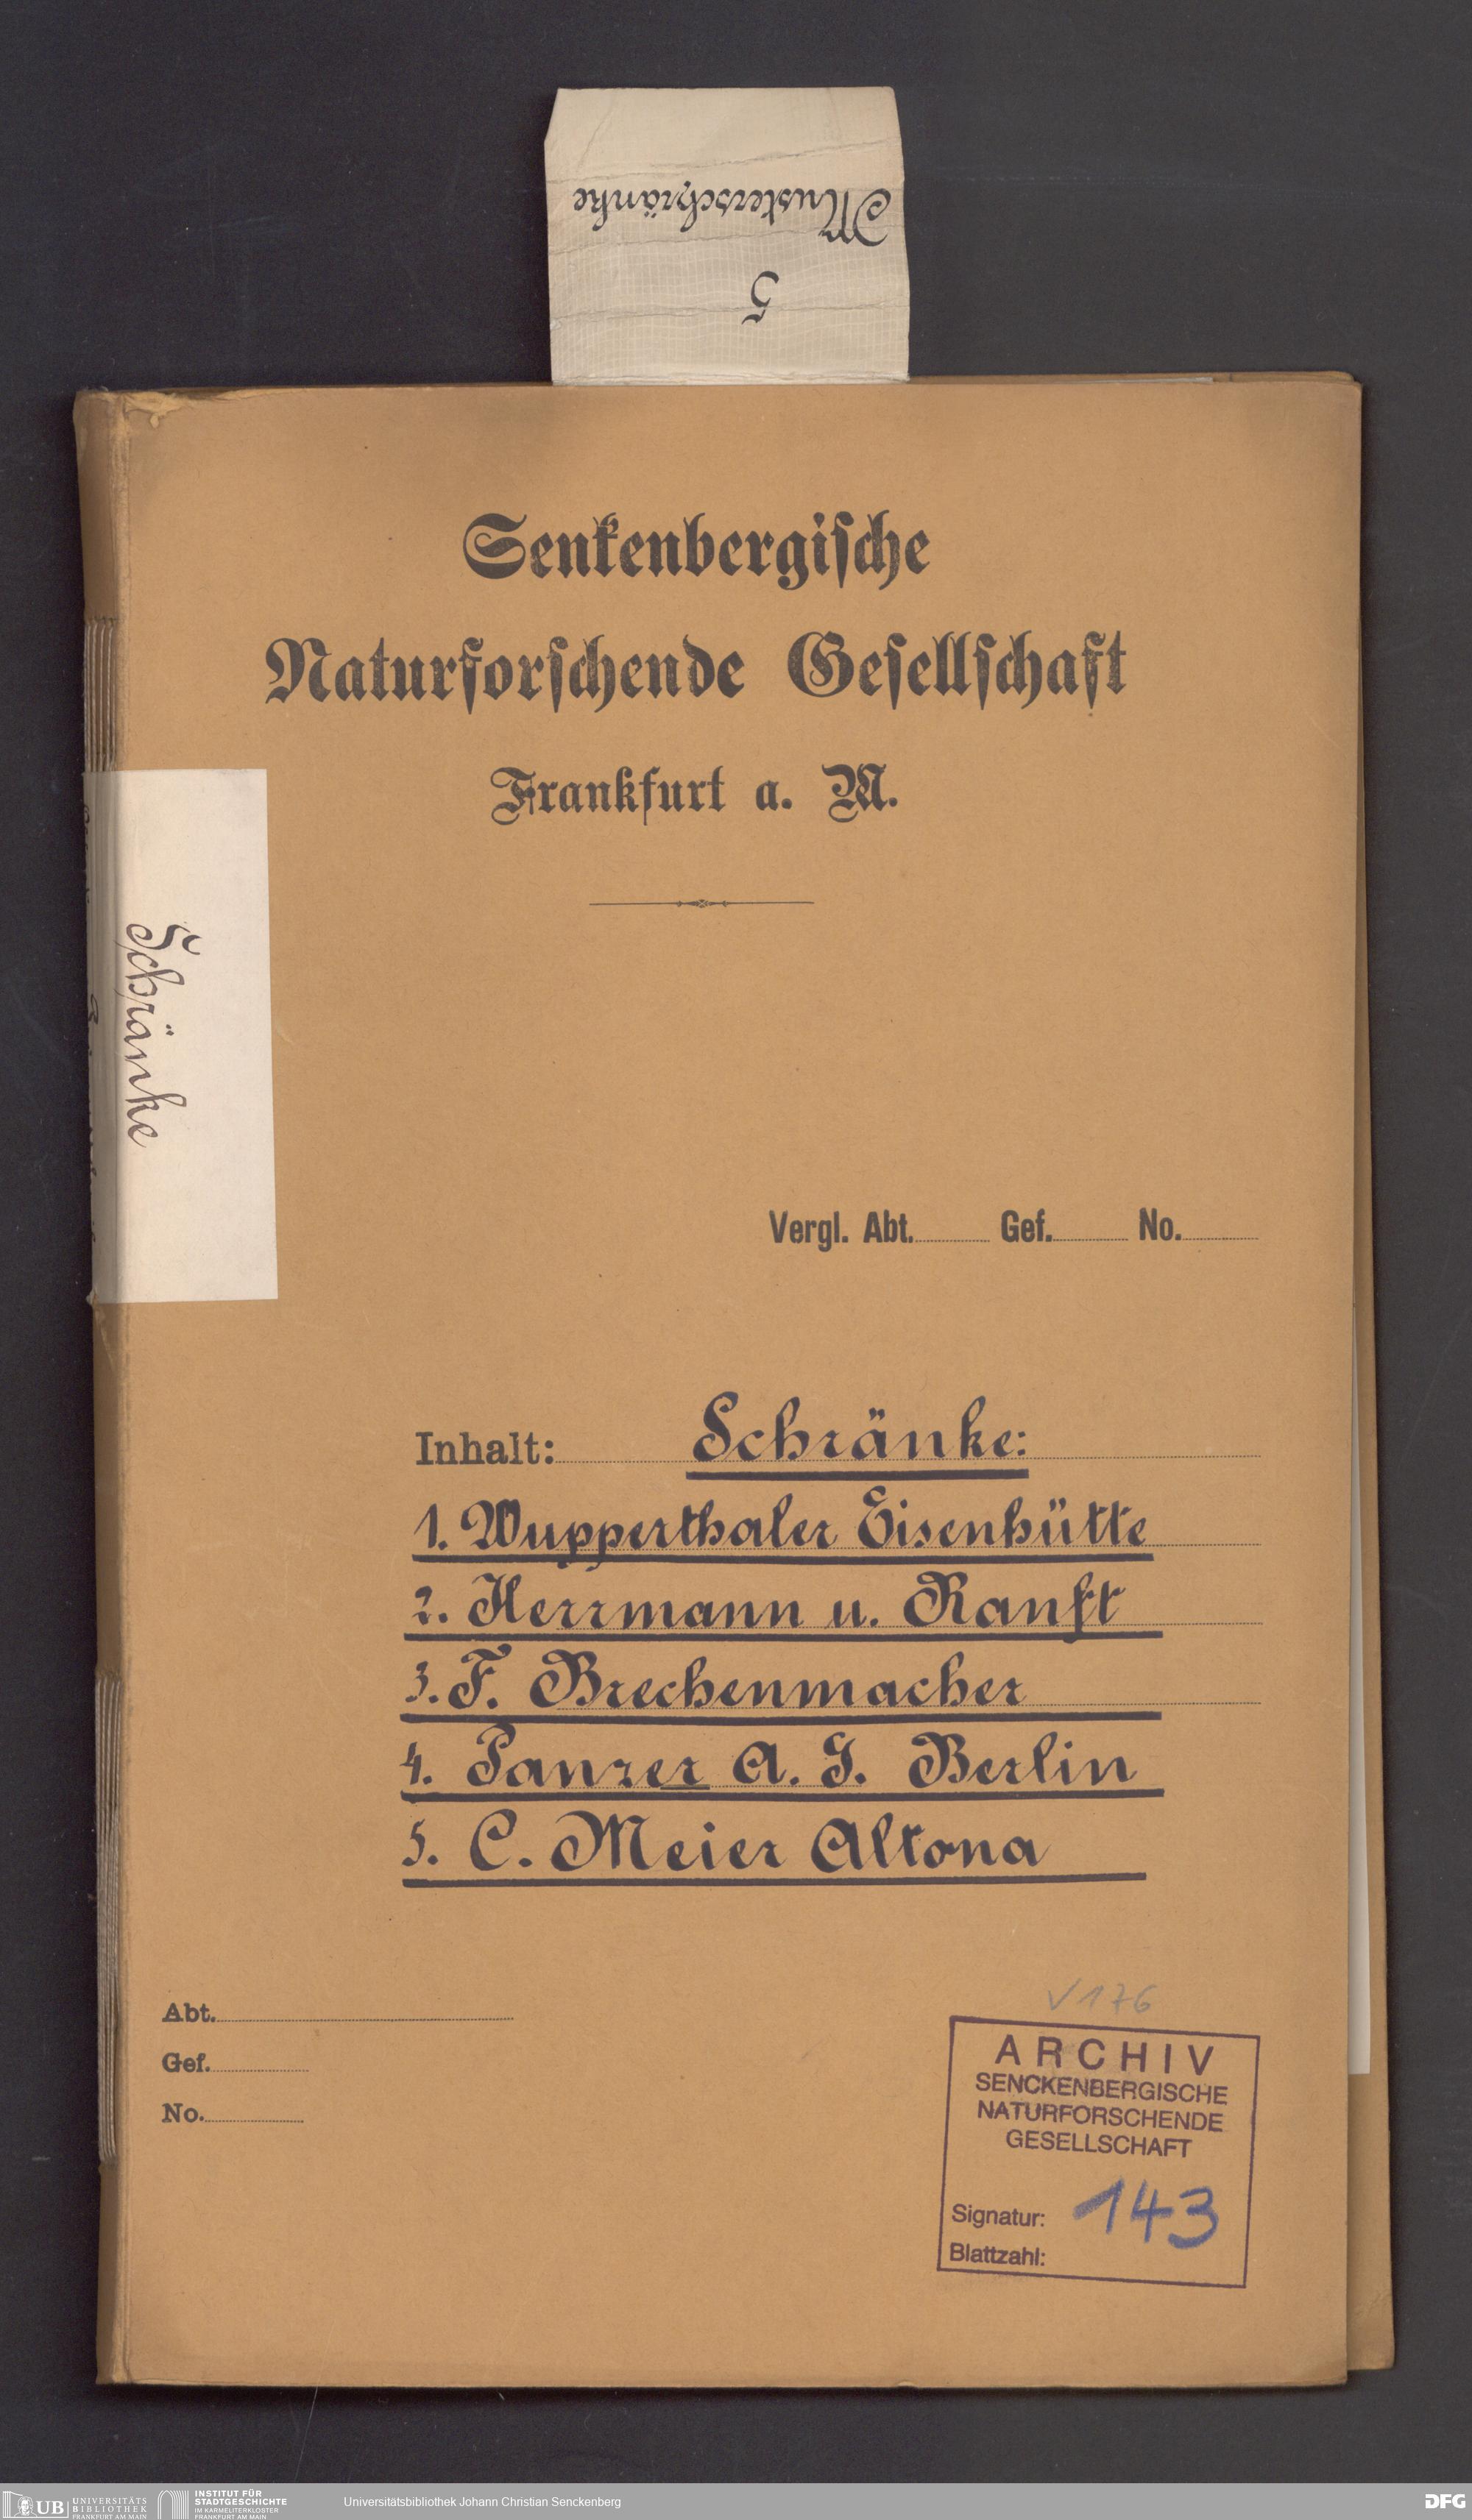 Musterschränke
5
Senkenbergische
Naturforschende Gesellschaft
Frankfurt a. M.
Schränke
Vergl. Abt. Gef. No.
Inhalt: Schränke:
1. Wupperthaler Eisenhütte
2. Herrmann u. Ranft
3. F. Brechenmacher
4. Panzer A. G. Berlin
5. C. Meier Altona
Abt.
Gef.
No.
V 176
ARCHIV
SENCKENBERGISCHE
NATURFORSCHENDE
GESELLSCHAFT
Signatur: 143
Blattzahl:
UB UNIVERSITÄTS
BIBLIOTHEK
FRANKFURT AM MAIN
INSTITUT FÜR
STADTGESCHICHTE
IM KARMELITERKLOSTER
FRANKFURT AM MAIN
Universitätsbibliothek Johann Christian Senckenberg
DFG